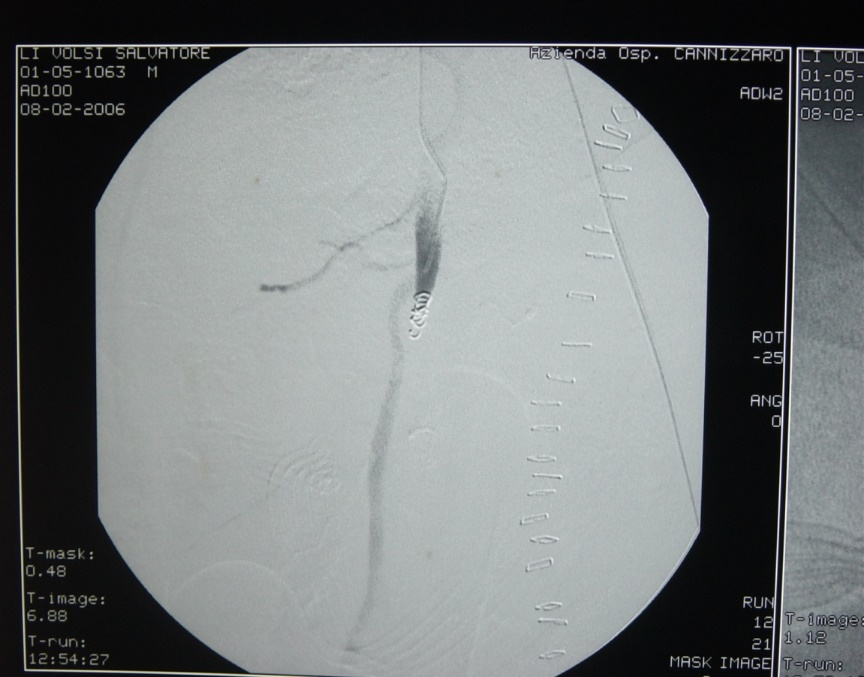 LI VOLSI SALVATORE
01-05-1063 M
AD100
08-02-2006
Azienda Osp. CANNIZZARO
ADW2
ROT
-25
ANG
0
T-mask:
0.48
T-image:
6.88
T-run:
12:54:27
RUN
12
21
MASK IMAGE
LI VOL
01-05-
AD100
08-02-
T-image:
1.12
T-run: